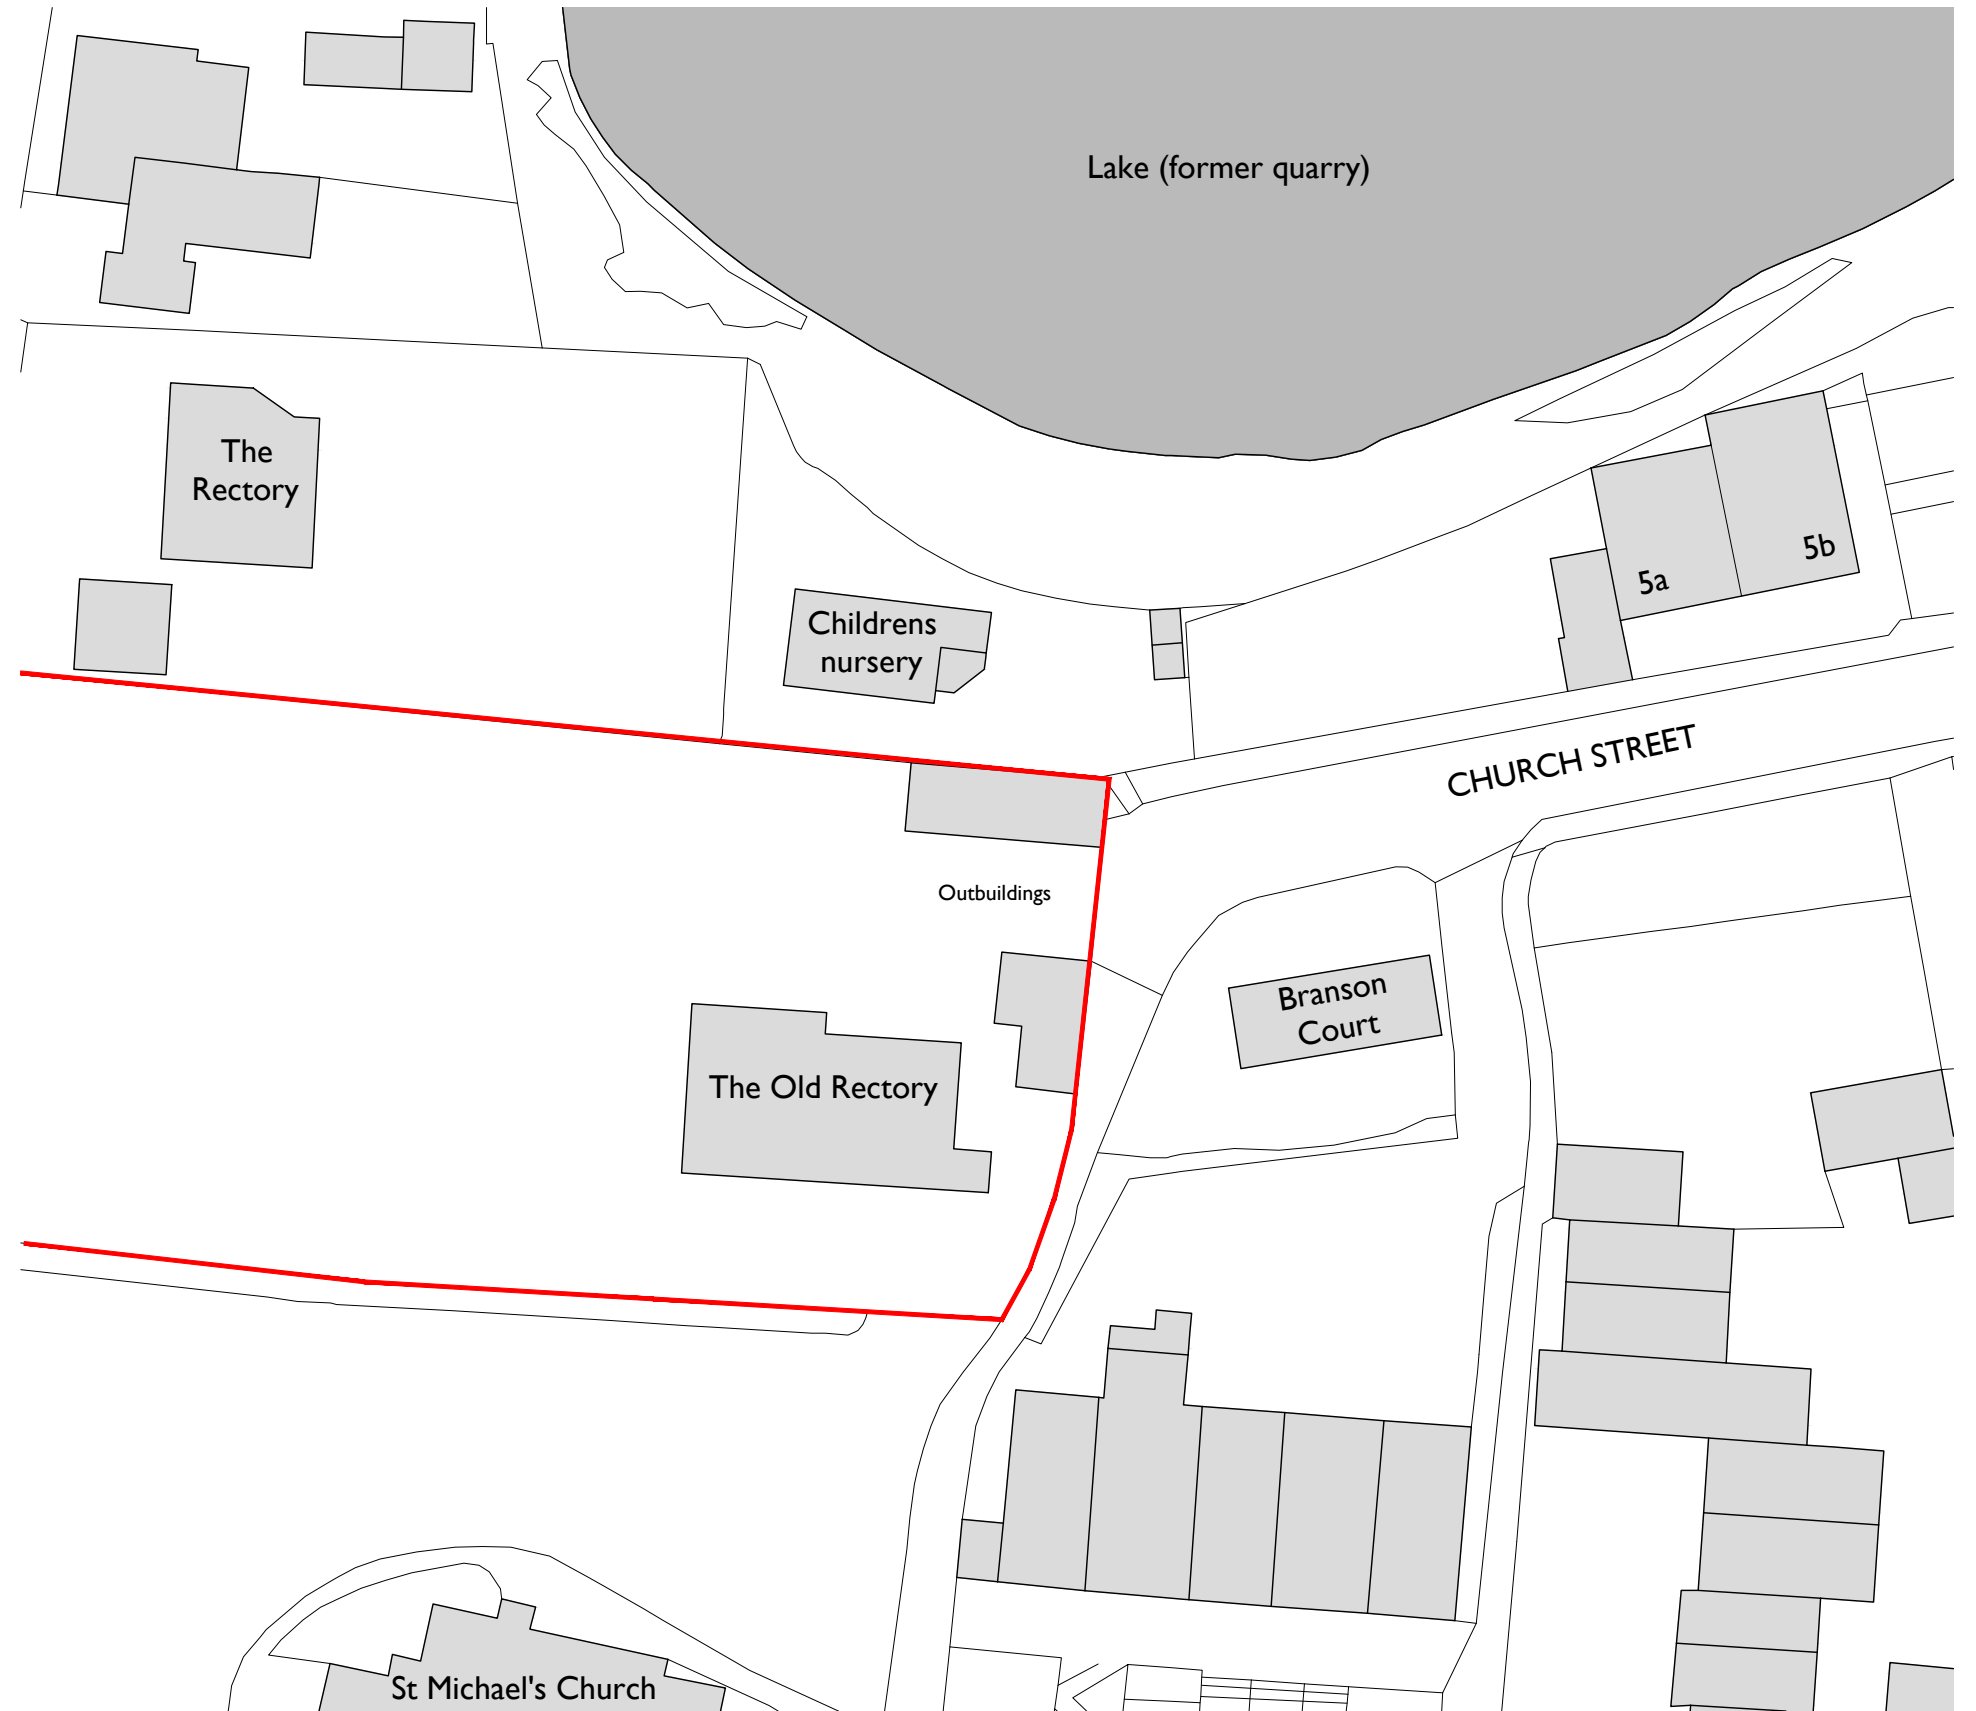 Lake (former quarry)
The
Rectory
5b
5a
Childrens
nursery
CHURCH STREET
Outbuildings
Branson
Court
The Old Rectory
St Michael's Church